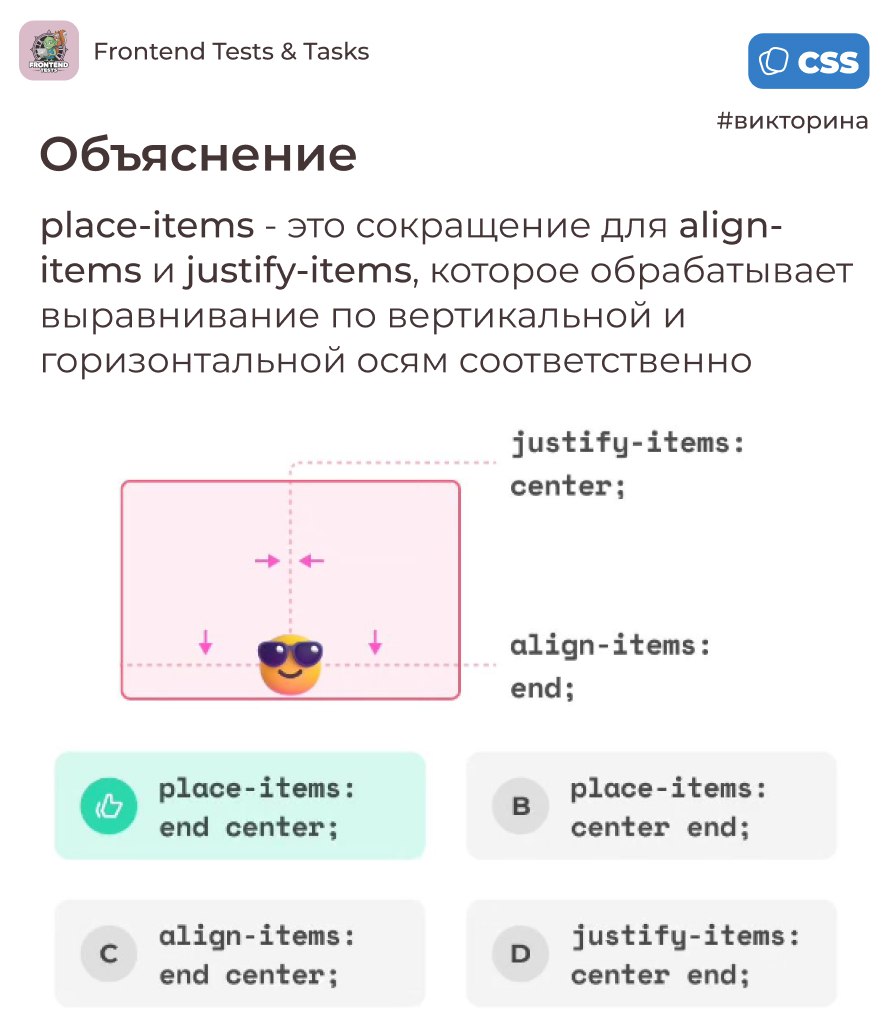 FRONTEND
TESTS
Frontend Tests & Tasks
CSS
#викторина
Объяснение
place-items - это сокращение для align-
items и justify-items, которое обрабатывает
выравнивание по вертикальной и
горизонтальной осям соответственно
justify-items:
center;
align-items:
end;
place-items:
end center;
B
place-items:
center end;
C
align-items:
end center;
D
justify-items:
center end;